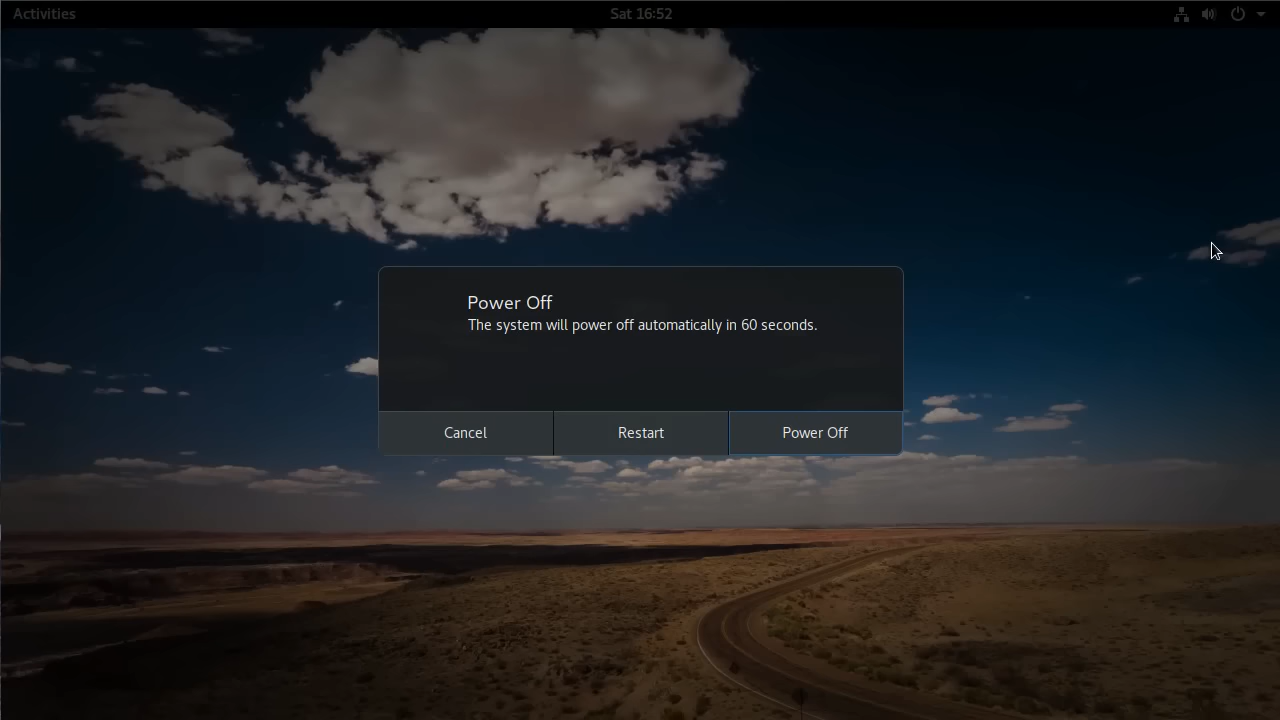 Activities
Sat 16:52
Power Off
The system will power off automatically in 60 seconds.
Cancel
Restart
Power Off